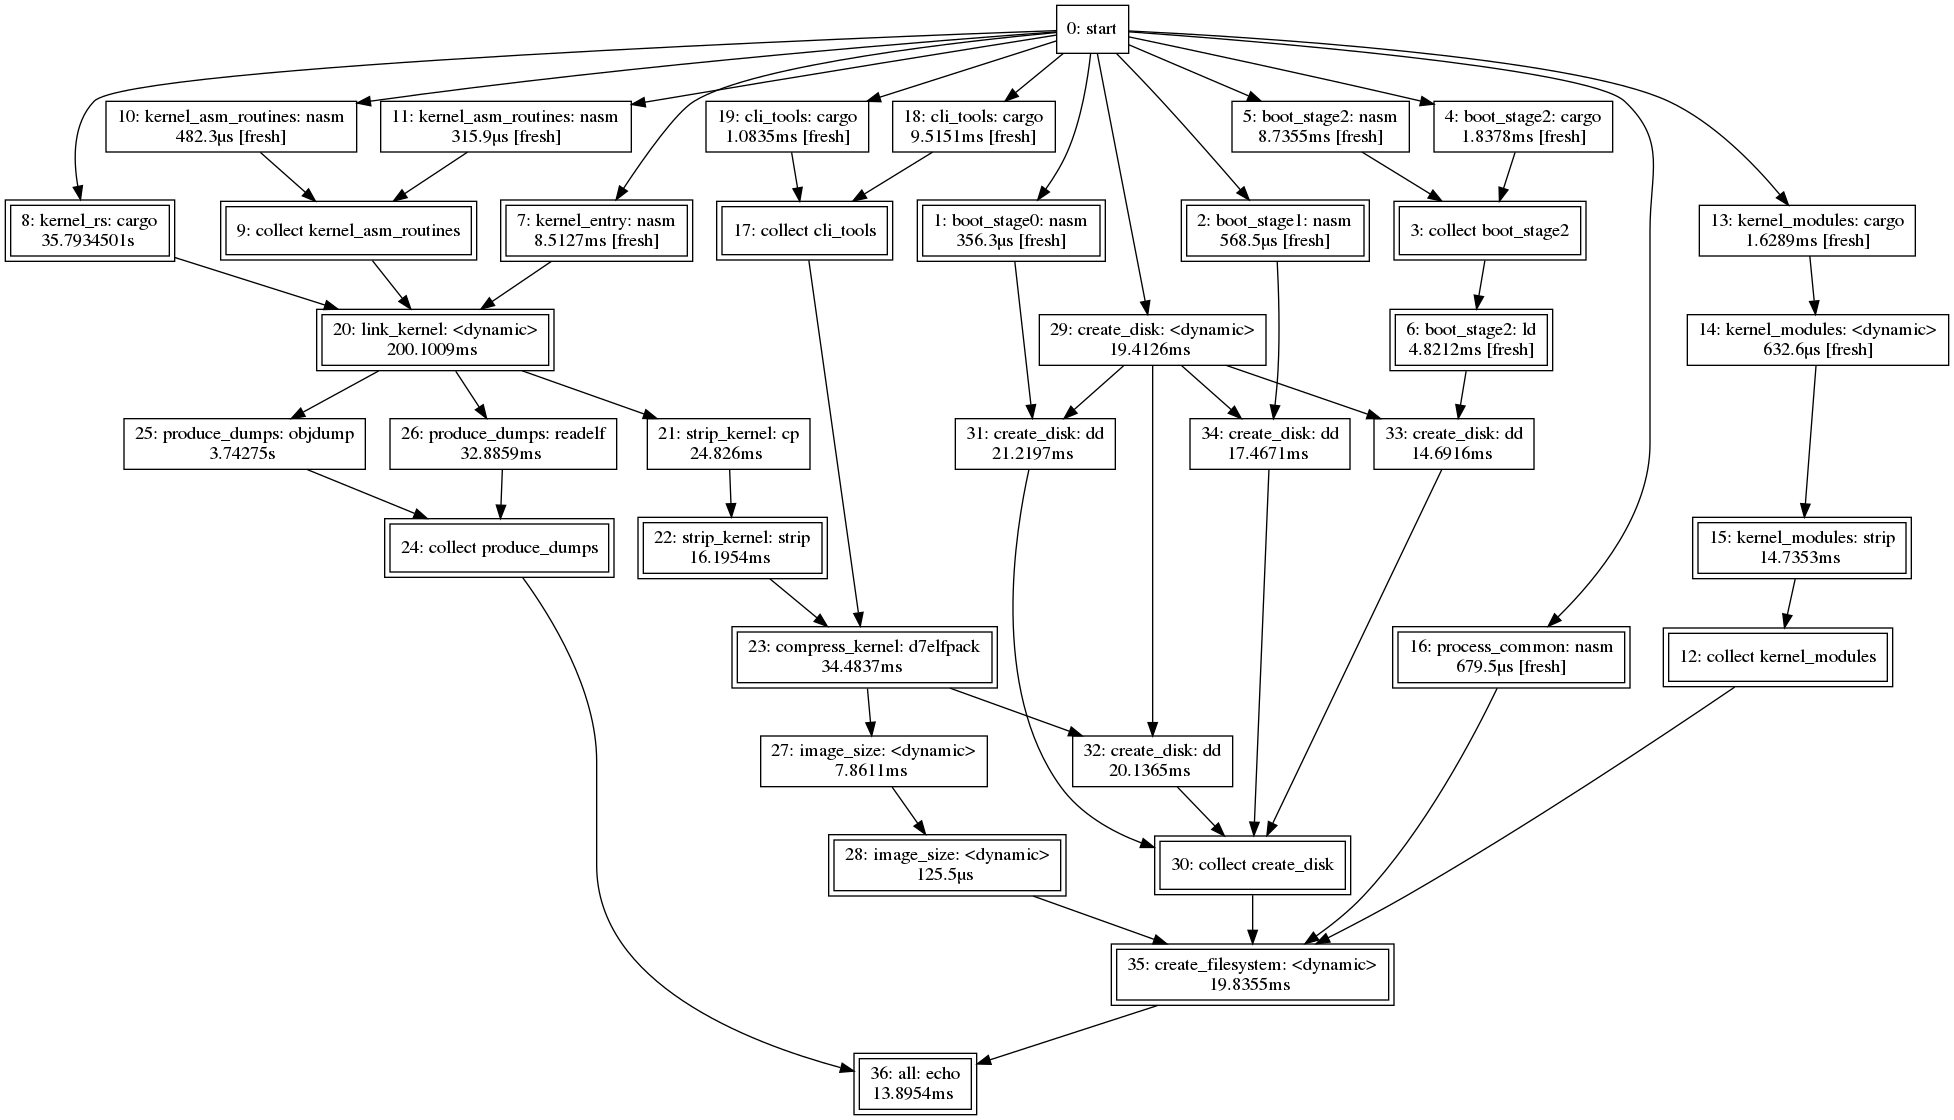 0: start
10: kernel_asm_routines: nasm
482.3µs [fresh]
11: kernel_asm_routines: nasm
315.9µs [fresh]
19: cli_tools: cargo
1.0835ms [fresh]
18: cli_tools: cargo
9.5151ms [fresh]
5: boot_stage2: nasm
8.7355ms [fresh]
4: boot_stage2: cargo
1.8378ms [fresh]
8: kernel_rs: cargo
35.7934501s
9: collect kernel_asm_routines
7: kernel_entry: nasm
8.5127ms [fresh]
17: collect cli_tools
1: boot_stage0: nasm
356.3µs [fresh]
2: boot_stage1: nasm
568.5µs [fresh]
3: collect boot_stage2
13: kernel_modules: cargo
1.6289ms [fresh]
20: link_kernel: <dynamic>
200.1009ms
29: create_disk: <dynamic>
19.4126ms
6: boot_stage2: ld
4.8212ms [fresh]
14: kernel_modules: <dynamic>
632.6µs [fresh]
25: produce_dumps: objdump
3.74275s
26: produce_dumps: readelf
32.8859ms
21: strip_kernel: cp
24.826ms
31: create_disk: dd
21.2197ms
34: create_disk: dd
17.4671ms
33: create_disk: dd
14.6916ms
24: collect produce_dumps
22: strip_kernel: strip
16.1954ms
15: kernel_modules: strip
14.7353ms
23: compress_kernel: d7elfpack
34.4837ms
16: process_common: nasm
679.5µs [fresh]
12: collect kernel_modules
27: image_size: <dynamic>
7.8611ms
32: create_disk: dd
20.1365ms
28: image_size: <dynamic>
125.5µs
30: collect create_disk
35: create_filesystem: <dynamic>
19.8355ms
36: all: echo
13.8954ms